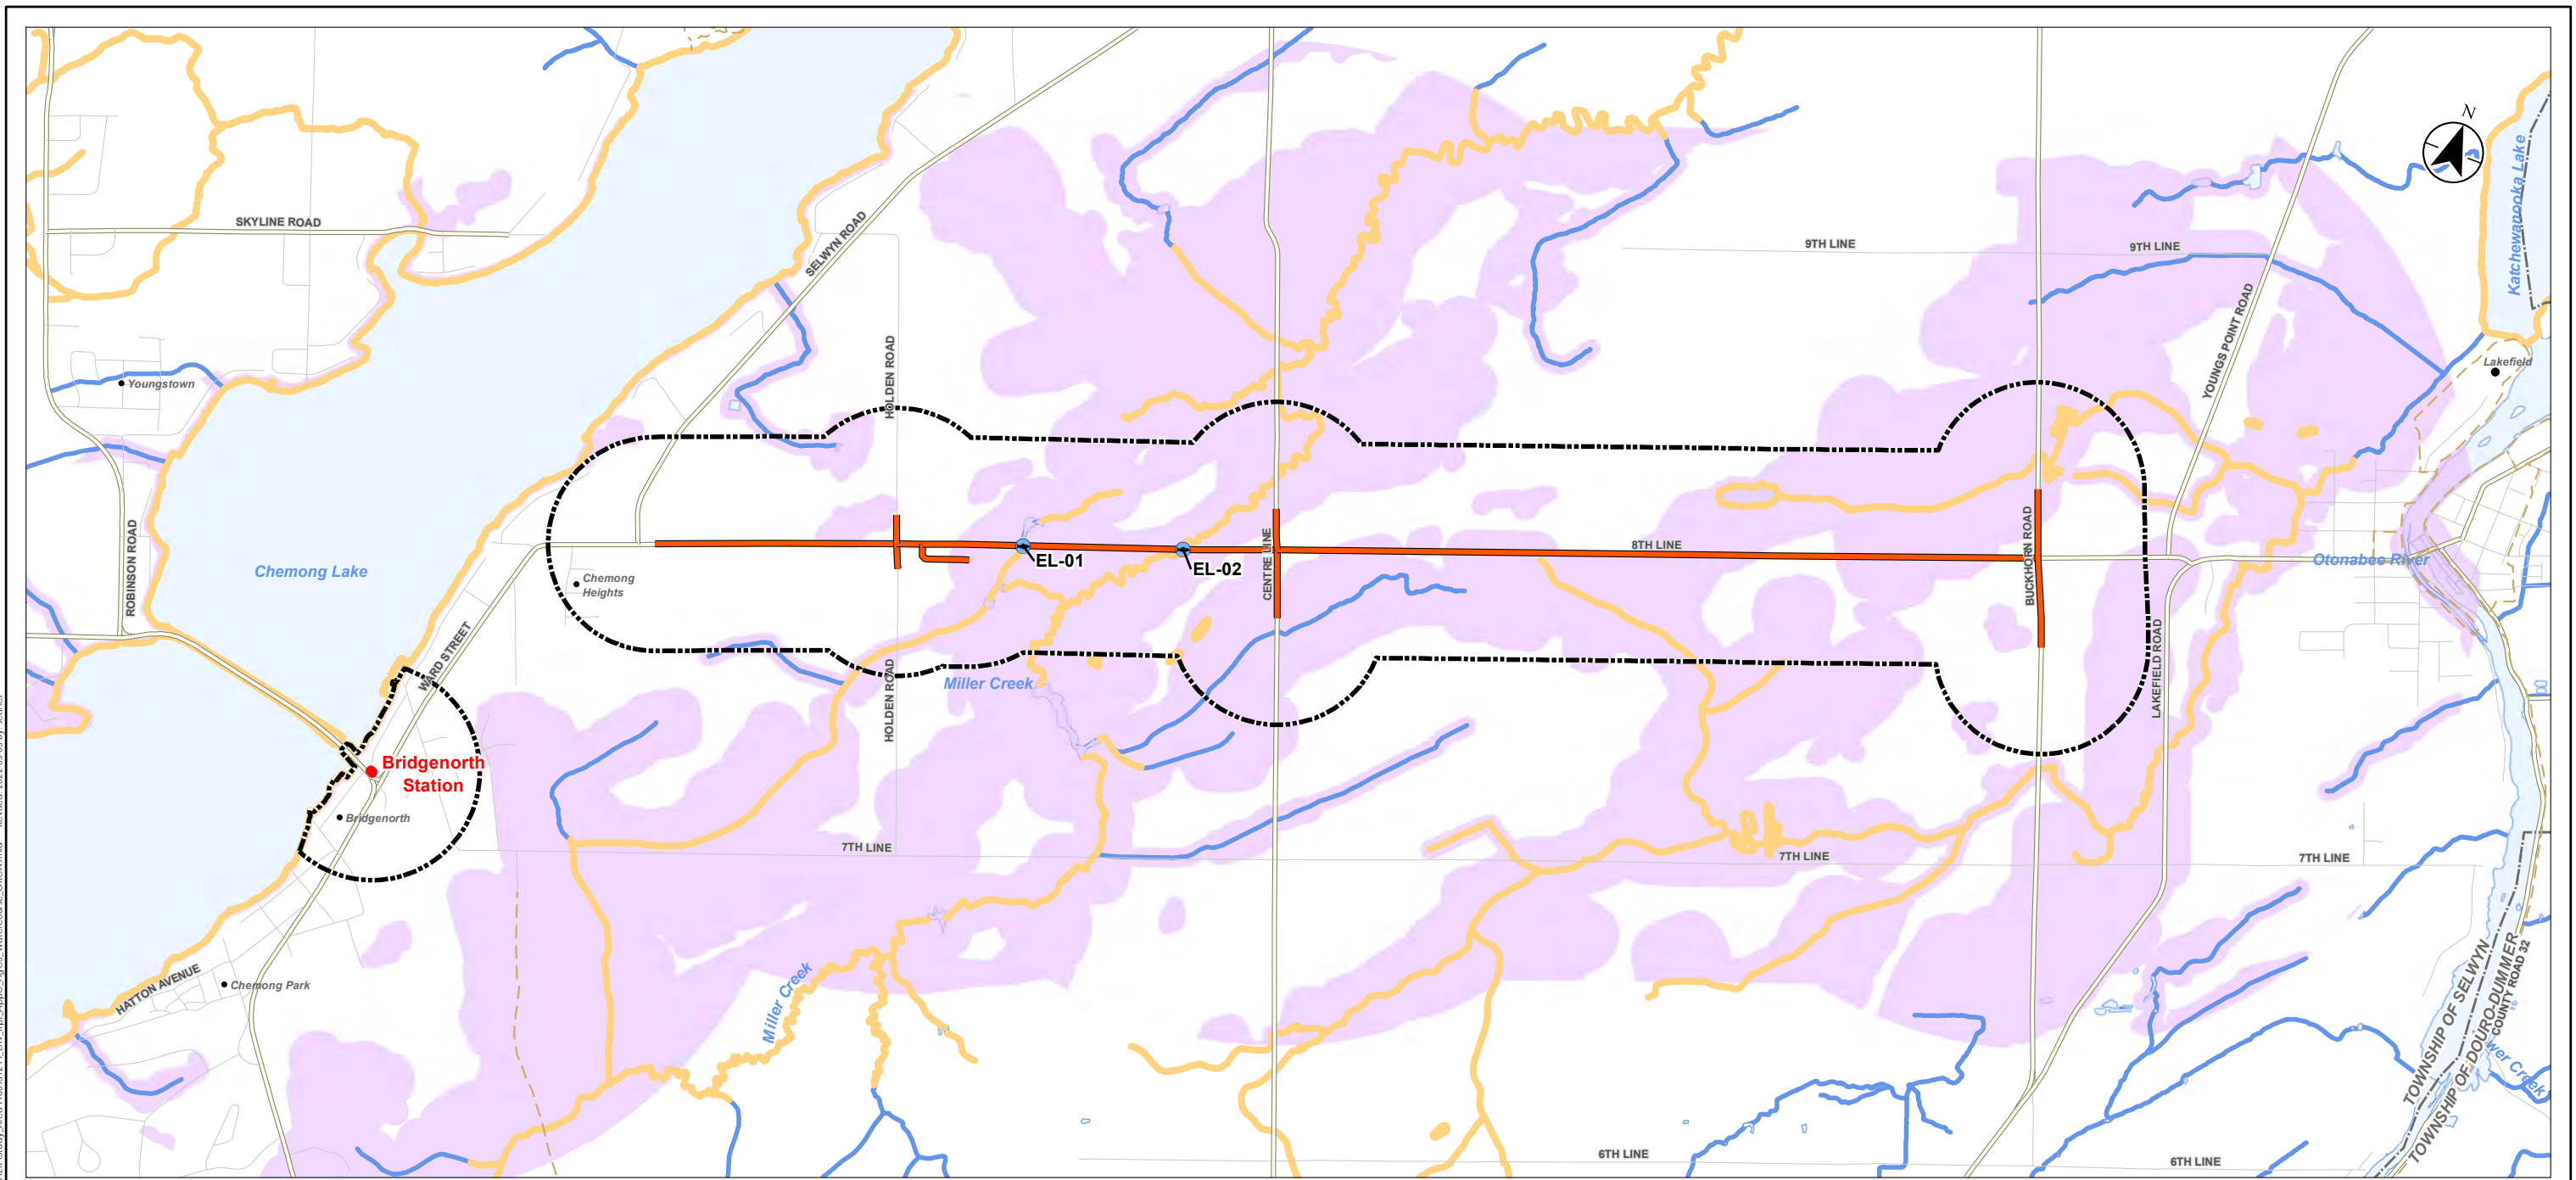 N
Katchewanooka Lake
SKYLINE ROAD
SELWYN ROAD
9TH LINE
9TH LINE
YOUNGS POINT ROAD
HOLDEN ROAD
Youngstown
Lakefield
ROBINSON ROAD
Chemong Lake
Chemong
Heights
EL-01
EL-02
CENTRE LINE
8TH LINE
BUCKHORN ROAD
Otonabee River
WARD STREET
HOLDEN ROAD
Miller Creek
LAKEFIELD ROAD
Bridgenorth
Station
Bridgenorth
7TH LINE
7TH LINE
7TH LINE
HATTON AVENUE
Chemong Park
Miller Creek
TOWNSHIP OF SELWYN
TOWNSHIP OF DOURO-DUMMER
COUNTY ROAD 32
wer Creek
6TH LINE
6TH LINE